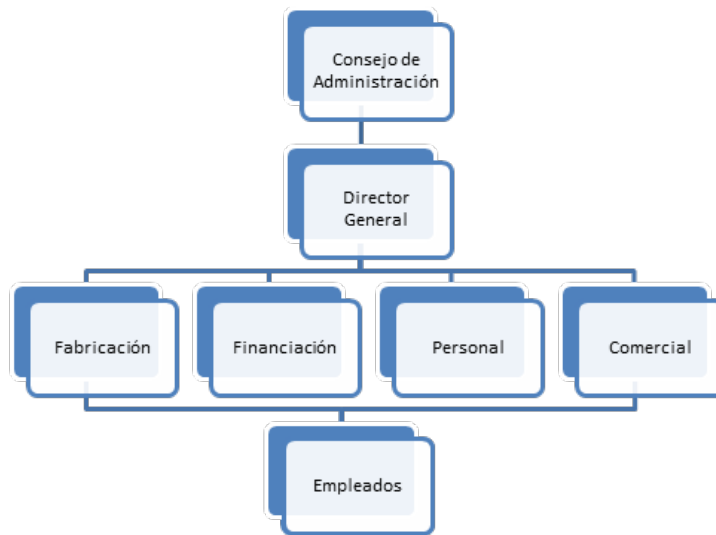 Consejo de
Administración
Director
General
Fabricación
Financiación
Personal
Comercial
Empleados